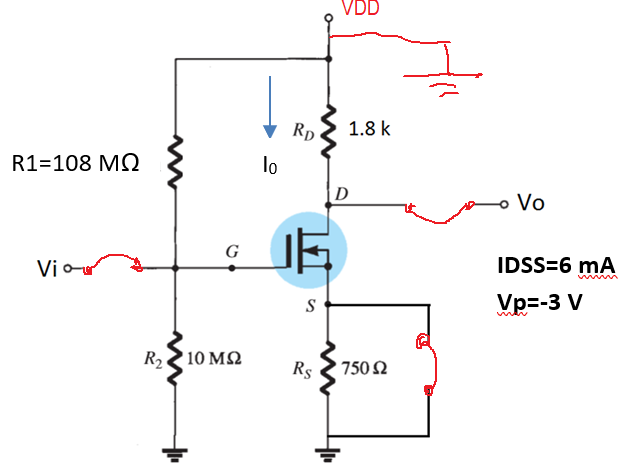 VDD
R_D 1.8 k
R1=108 MΩ
I₀
D
Vo
G
Vi
IDSS=6 mA
Vp=-3 V
S
R₂ 10 MΩ
R_S 750 Ω